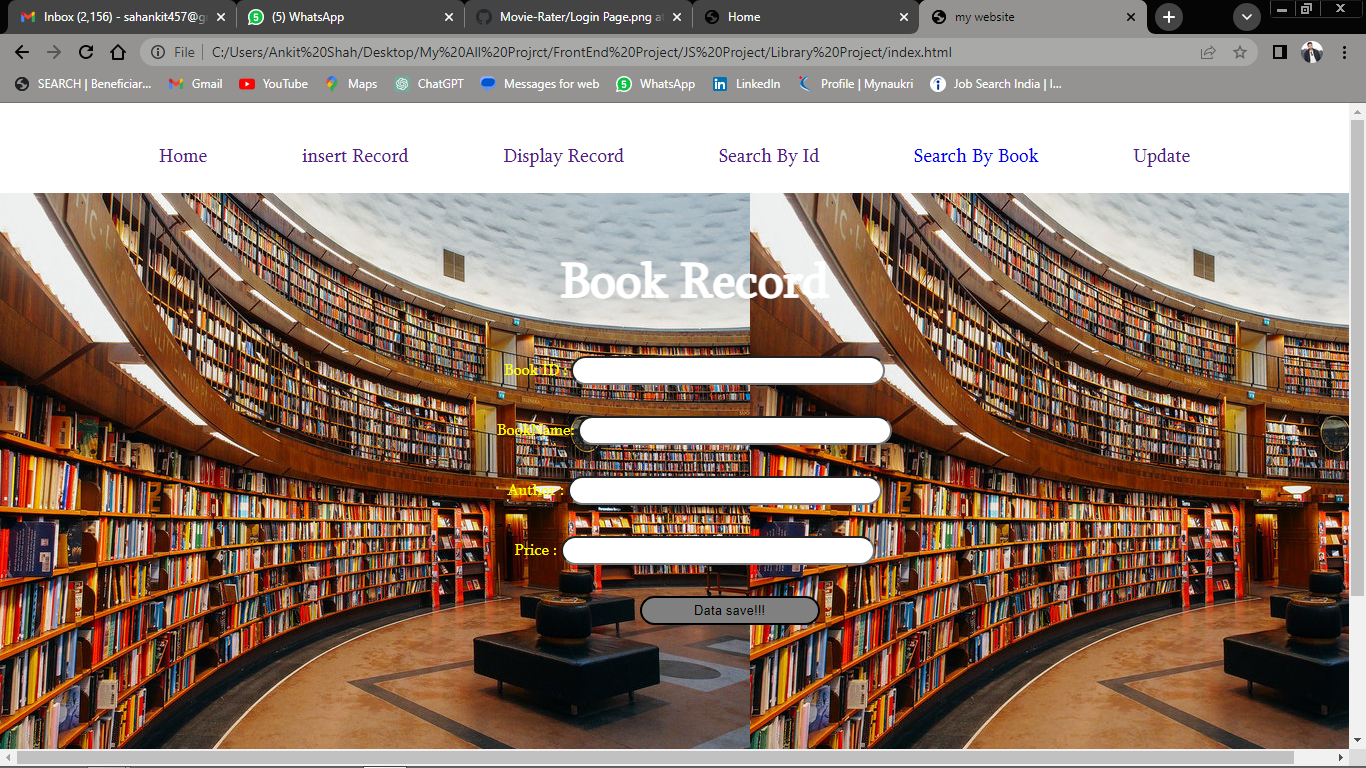 Inbox (2,156) - sahankit457@g
(5) WhatsApp
Movie-Rater/Login Page.png a
Home
my website
File
C:/Users/Ankit%20Shah/Desktop/My%20All%20Projrct/FrontEnd%20Project/JS%20Project/Library%20Project/index.html
SEARCH | Beneficiar...
Gmail
YouTube
Maps
ChatGPT
Messages for web
WhatsApp
LinkedIn
Profile | Mynaukri
Job Search India | I...
Home
insert Record
Display Record
Search By Id
Search By Book
Update
Book Record
Book ID :
BookName:
Author :
Price :
Data save!!!